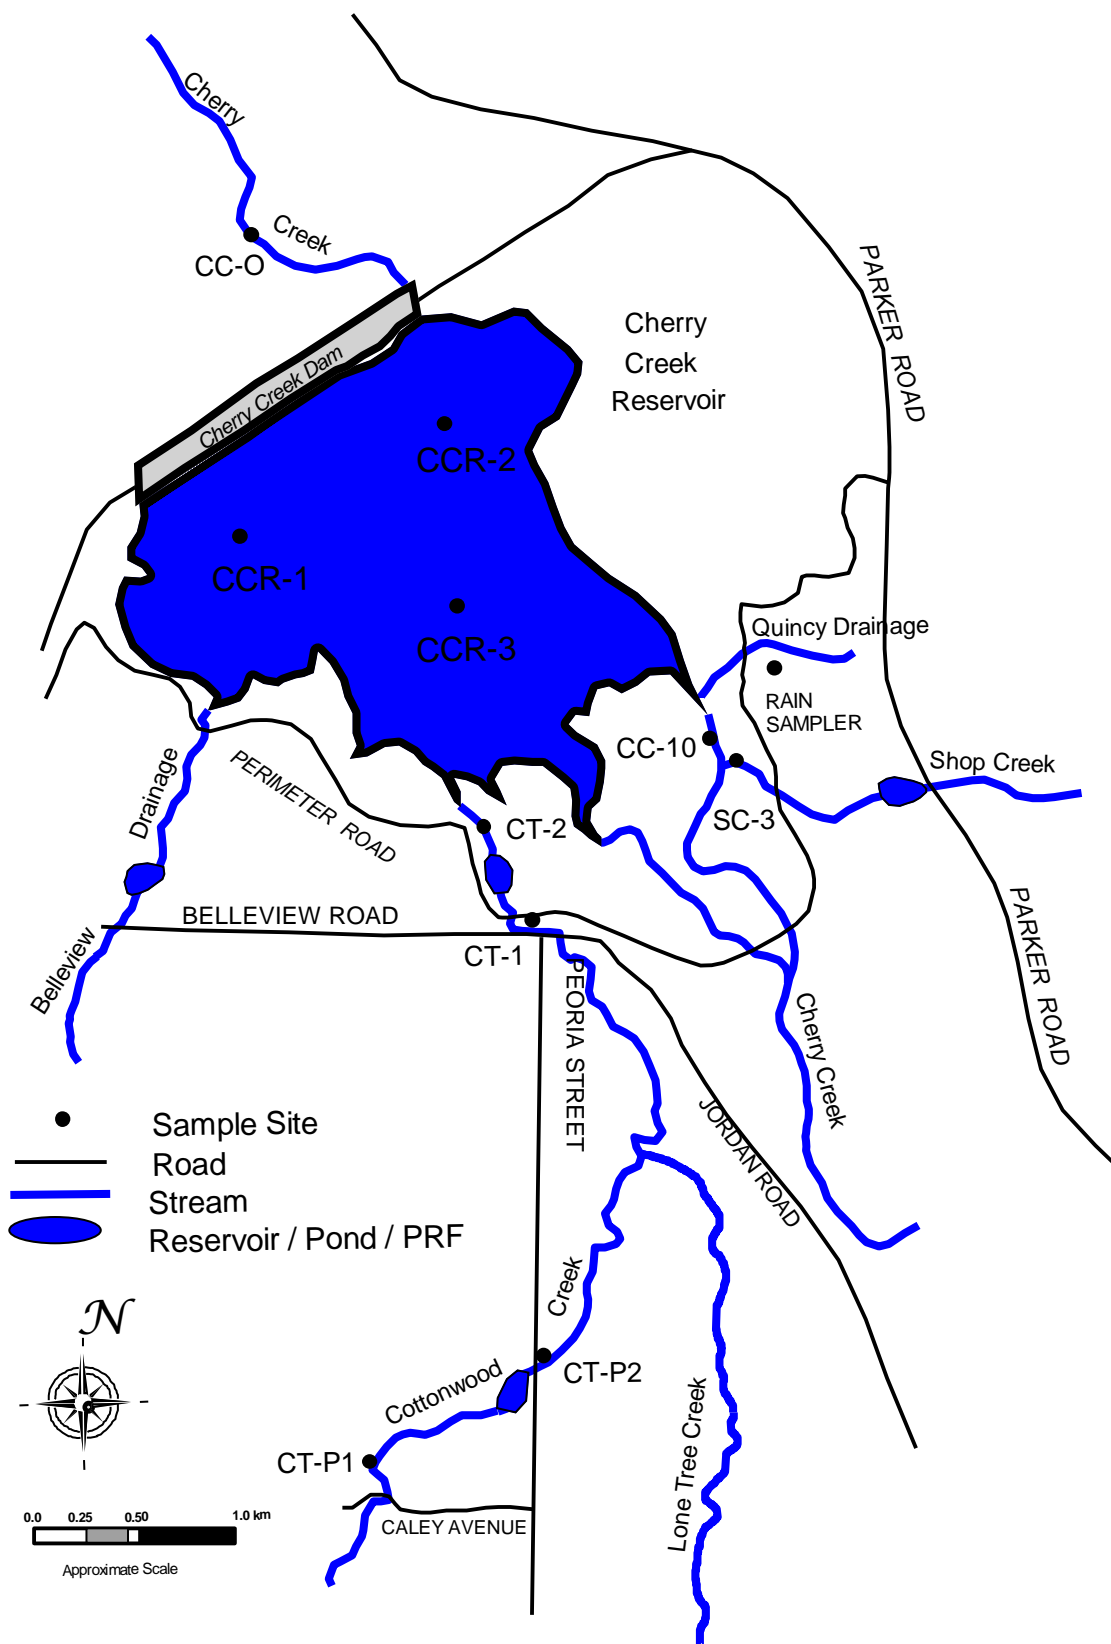 Cherry
Creek
CC-O
PARKER ROAD
Cherry
Creek
Reservoir
Cherry Creek Dam
CCR-2
CCR-1
CCR-3
Quincy Drainage
RAIN
SAMPLER
CC-10
Shop Creek
SC-3
PERIMETER ROAD
Drainage
Belleview
CT-2
BELLEVIEW ROAD
CT-1
PEORIA STREET
PARKER ROAD
Cherry Creek
JORDAN ROAD
Sample Site
Road
Stream
Reservoir / Pond / PRF
N
Creek
Cottonwood
CT-P2
CT-P1
Lone Tree Creek
CALEY AVENUE
0.0 0.25 0.50 1.0 km
Approximate Scale